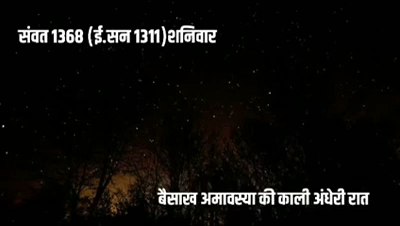 संवत 1368 (ई.सन 1311)शनिवार
बैसाख अमावस्या की काली अंधेरी रात